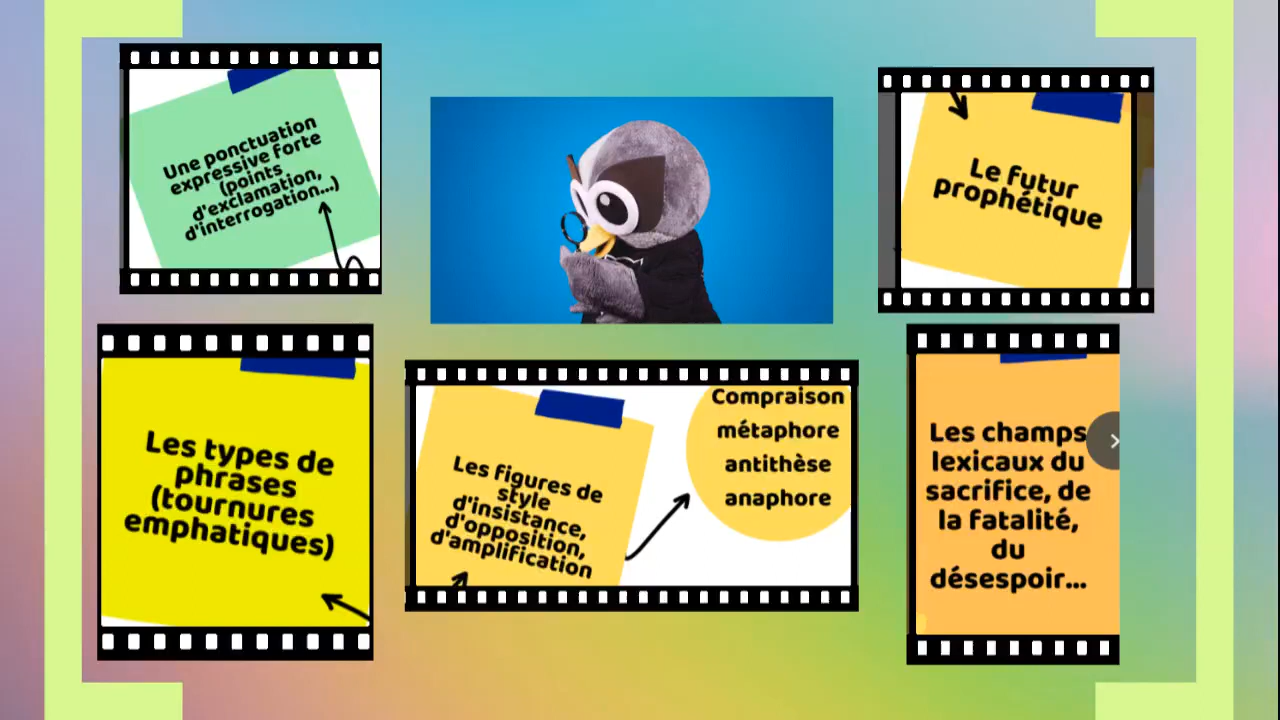 Une ponctuation
expressive forte
(points
d'exclamation,
d'interrogation...)
Le futur
prophétique
Les types de
phrases
(tournures
emphatiques)
Les figures de
style
d'insistance,
d'opposition,
d'amplification
Compraison
métaphore
antithèse
anaphore
Les champs
lexicaux du
sacrifice, de
la fatalité,
du
désespoir...